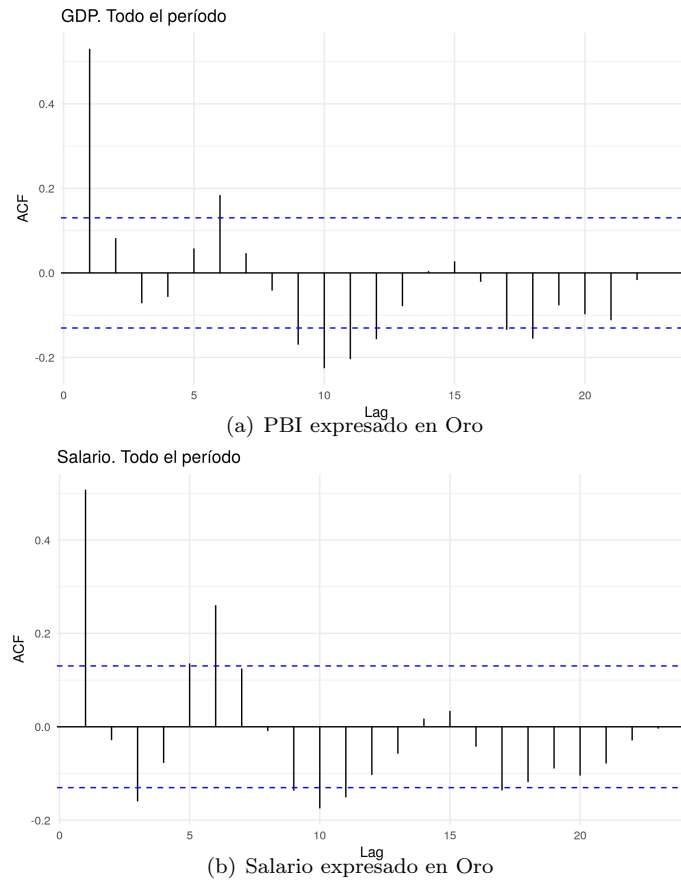 GDP. Todo el período
ACF
0.4
0.2
0.0
-0.2
0 5 10 15 20
Lag
(a) PBI expresado en Oro
Salario. Todo el período
ACF
0.4
0.2
0.0
-0.2
0 5 10 15 20
Lag
(b) Salario expresado en Oro